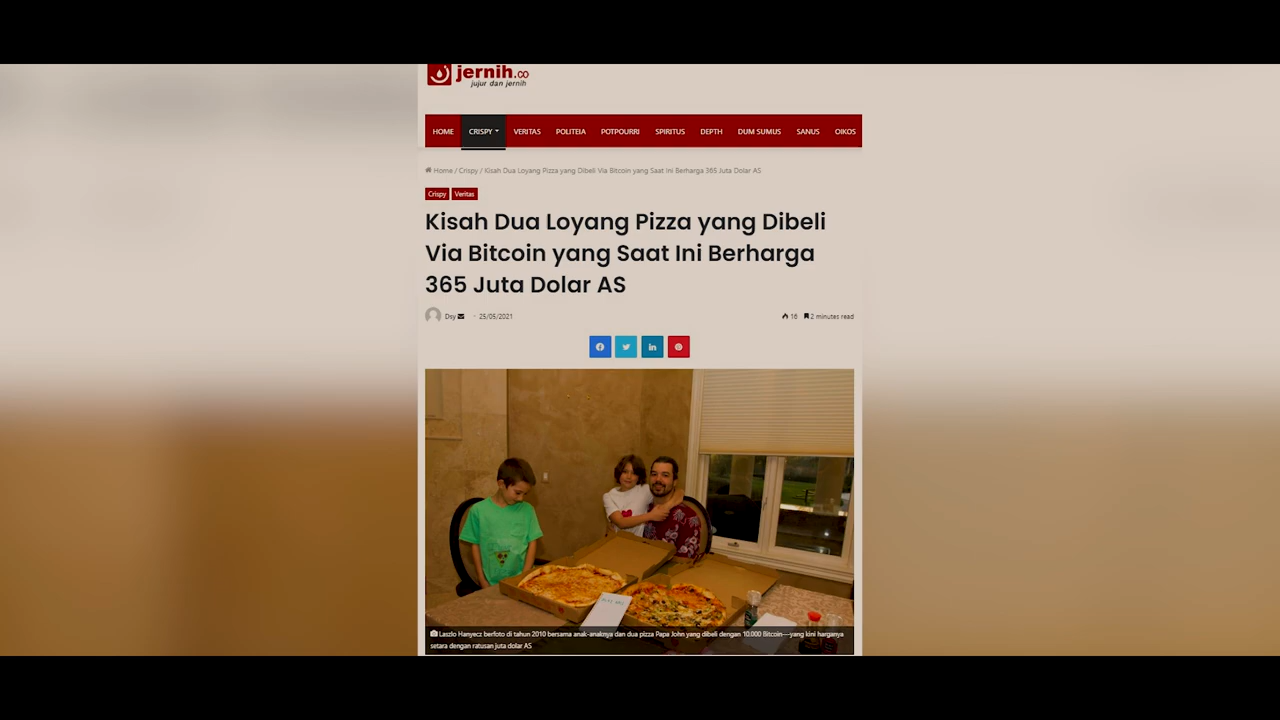 jernih.co
jujur dan jernih
HOME CRISPY VERITAS POLITEIA POTPOURRI SPIRITUS DEPTH DUM SUMUS SANUS OIKOS
Home / Crispy / Kisah Dua Loyang Pizza yang Dibeli Via Bitcoin yang Saat Ini Berharga 365 Juta Dolar AS
Crispy Veritas
Kisah Dua Loyang Pizza yang Dibeli
Via Bitcoin yang Saat Ini Berharga
365 Juta Dolar AS
Dsy · 25/05/2021 16 2 minutes read
Laszlo Hanyecz berfoto di tahun 2010 bersama anak-anaknya dan dua pizza Papa John yang dibeli dengan 10.000 Bitcoin---yang kini harganya
setara dengan ratusan juta dolar AS